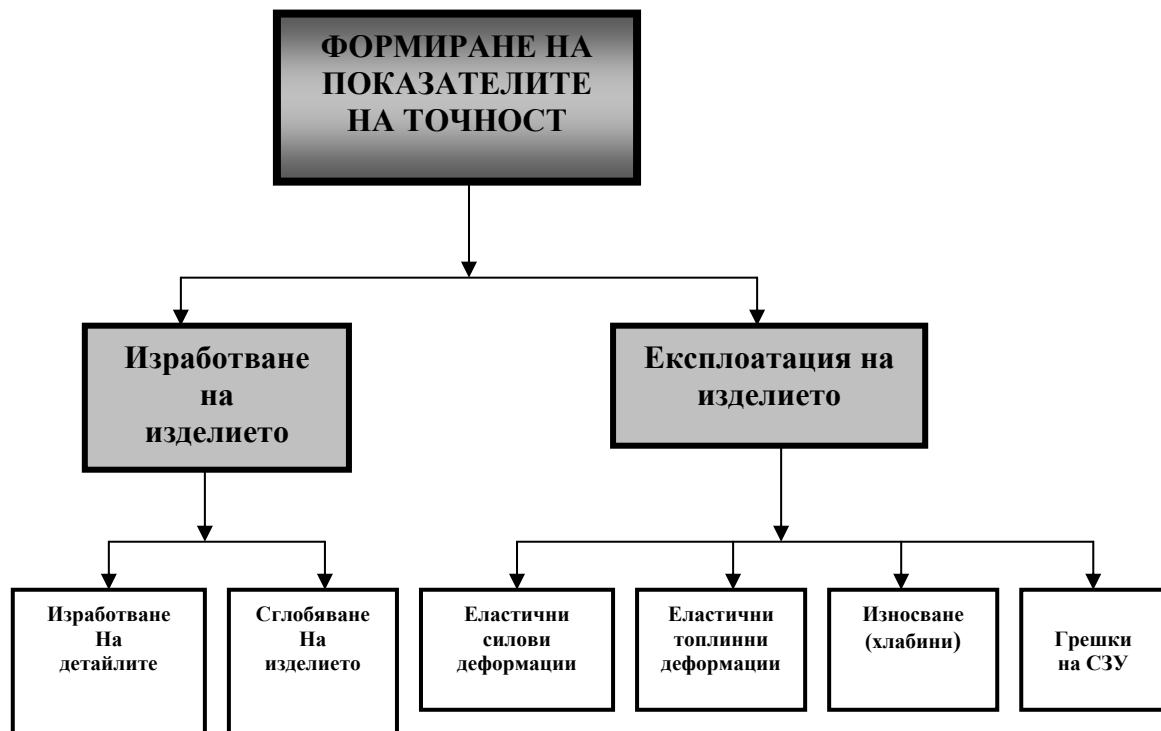 ФОРМИРАНЕ НА
ПОКАЗАТЕЛИТЕ
НА ТОЧНОСТ
Изработване
на
изделието
Експлоатация на
изделието
Изработване
На
детайлите
Сглобяване
На
изделието
Еластични
силови
деформации
Еластични
топлинни
деформации
Износване
(хлабини)
Грешки
на СЗУ